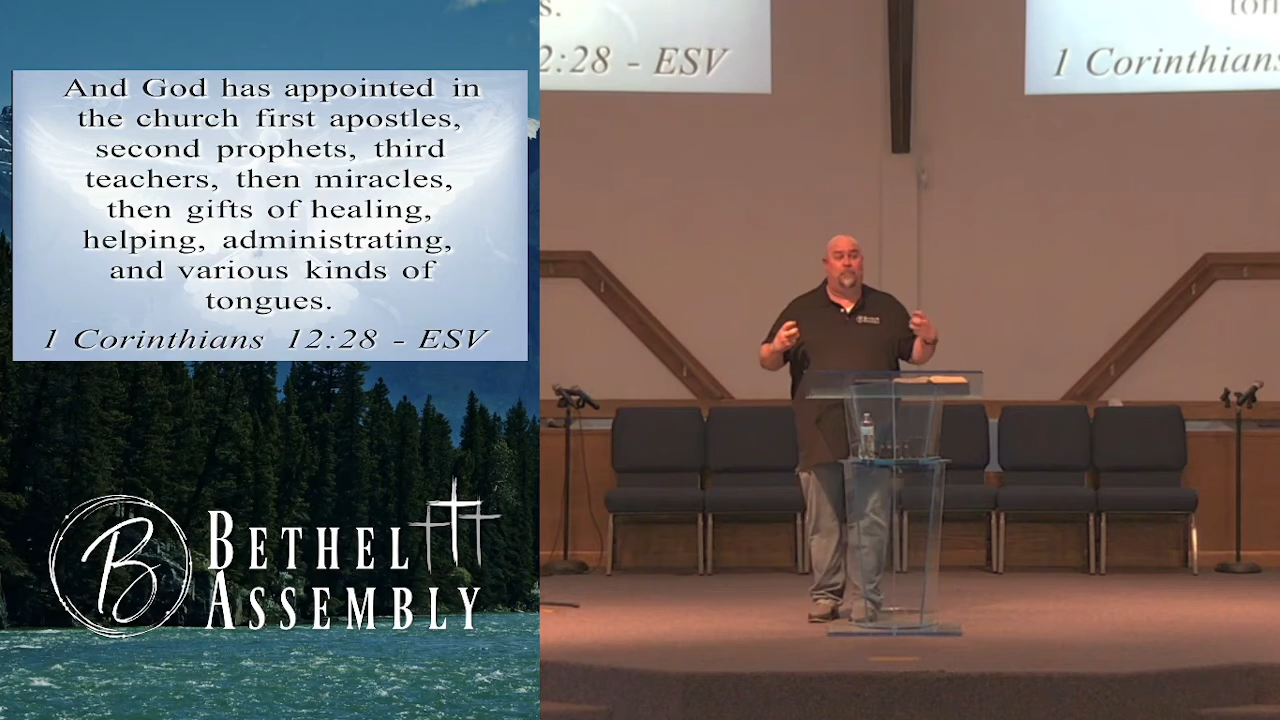 And God has appointed in
the church first apostles,
second prophets, third
teachers, then miracles,
then gifts of healing,
helping, administrating,
and various kinds of
tongues.
1 Corinthians 12:28 - ESV
B
BETHEL
ASSEMBLY
s.
2:28 - ESV
1 Corinthians